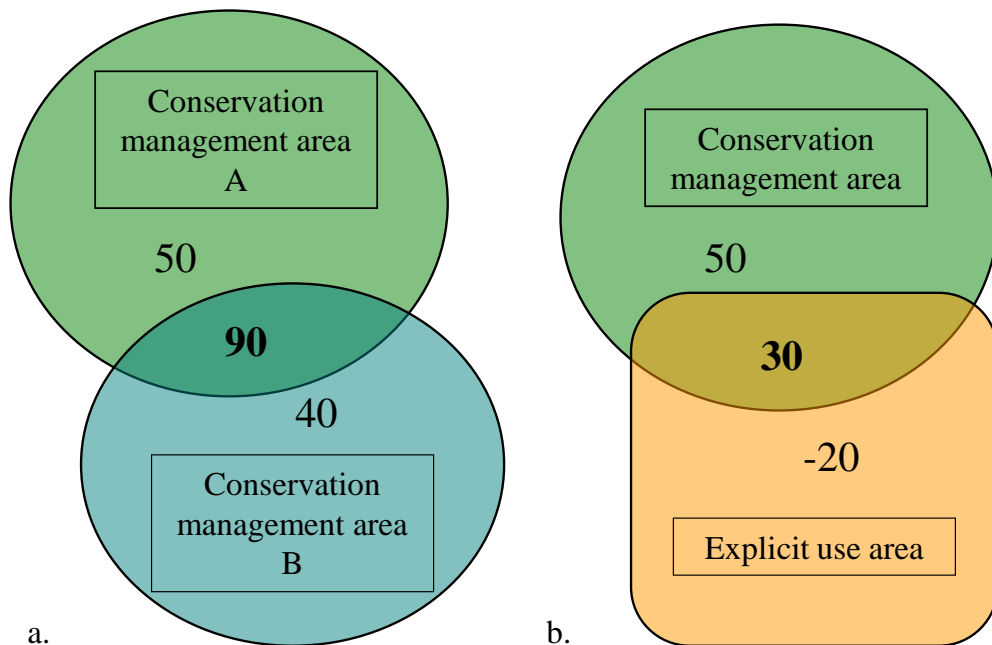 Conservation
management area
A
50
90
40
Conservation
management area
B
a.
Conservation
management area
50
30
-20
Explicit use area
b.